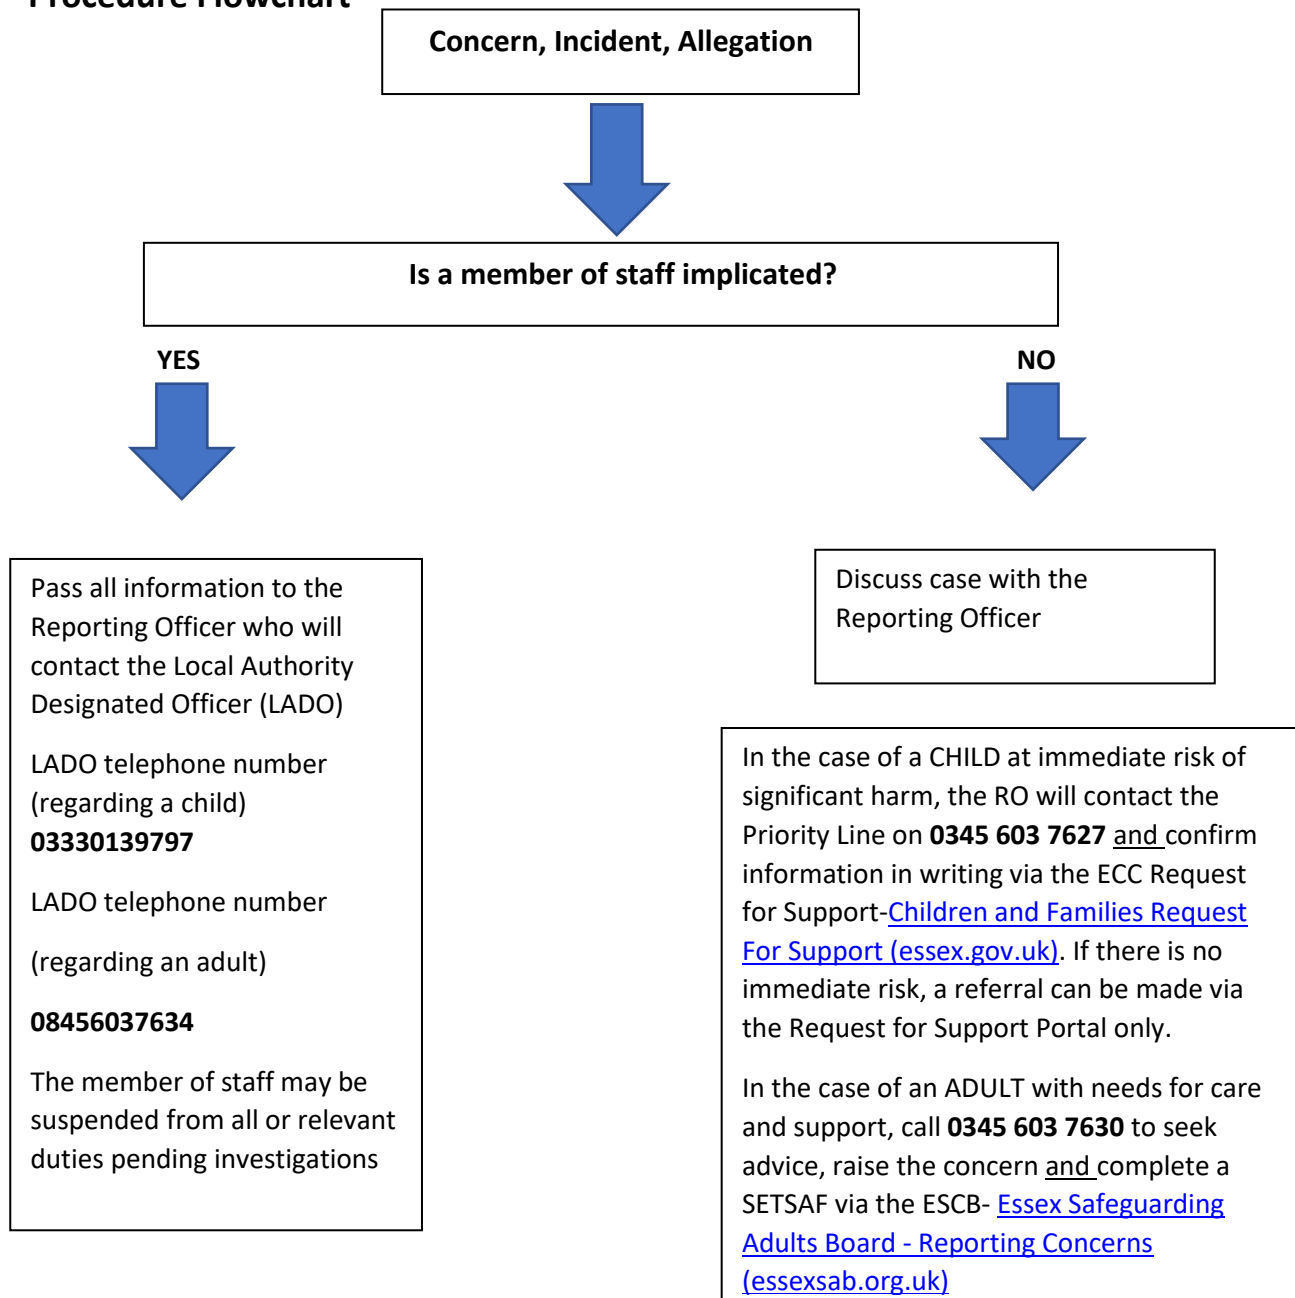 Procedure Flowchart
Concern, Incident, Allegation
Is a member of staff implicated?
YES
NO
Pass all information to the
Reporting Officer who will
contact the Local Authority
Designated Officer (LADO)
LADO telephone number
(regarding a child)
03330139797
LADO telephone number
(regarding an adult)
08456037634
The member of staff may be
suspended from all or relevant
duties pending investigations
Discuss case with the
Reporting Officer
In the case of a CHILD at immediate risk of
significant harm, the RO will contact the
Priority Line on 0345 603 7627 and confirm
information in writing via the ECC Request
for Support-Children and Families Request
For Support (essex.gov.uk). If there is no
immediate risk, a referral can be made via
the Request for Support Portal only.
In the case of an ADULT with needs for care
and support, call 0345 603 7630 to seek
advice, raise the concern and complete a
SETSAF via the ESCB- Essex Safeguarding
Adults Board - Reporting Concerns
(essexsab.org.uk)